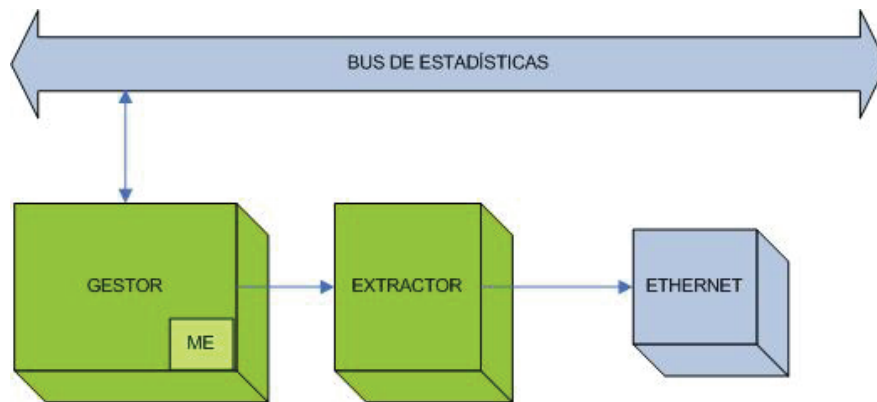 BUS DE ESTADÍSTICAS
GESTOR
EXTRACTOR
ETHERNET
ME